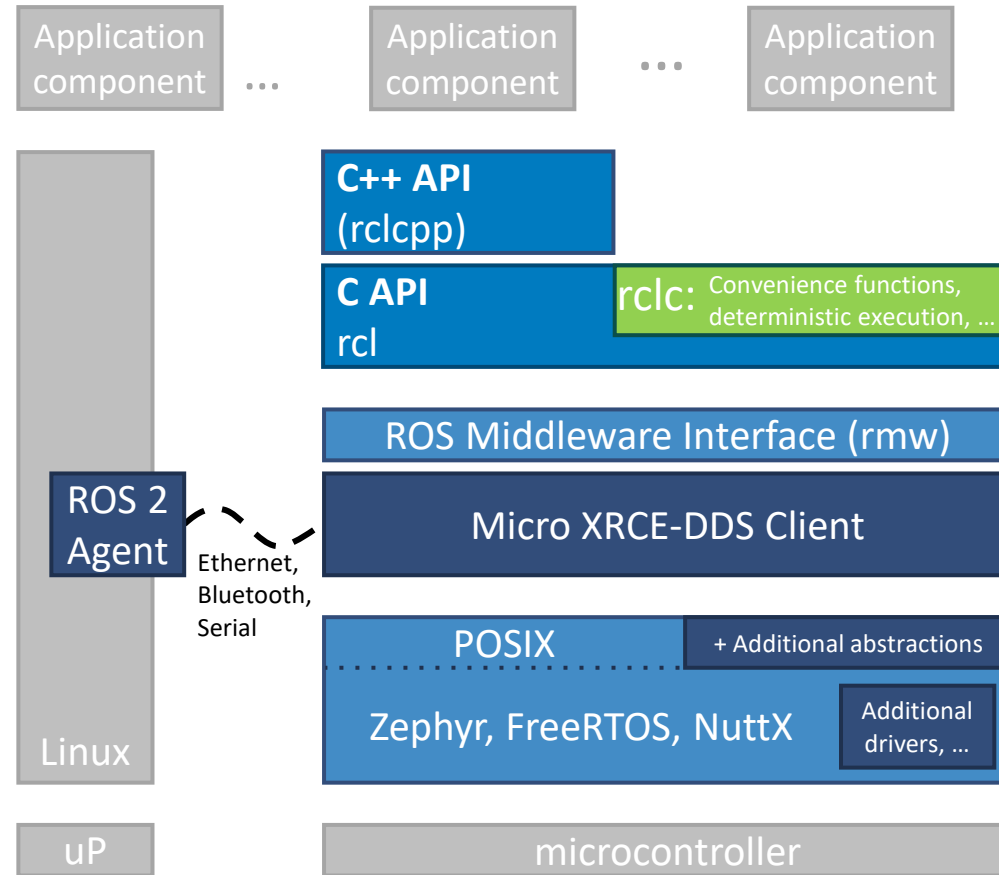 Application
component
...
Application
component
...
Application
component
C++ API
(rclcpp)
C API
rcl
rclc:
Convenience functions,
deterministic execution, …
ROS Middleware Interface (rmw)
ROS 2
Agent
Ethernet,
Bluetooth,
Serial
Micro XRCE-DDS Client
POSIX
+ Additional abstractions
Zephyr, FreeRTOS, NuttX
Additional
drivers, …
Linux
uP
microcontroller